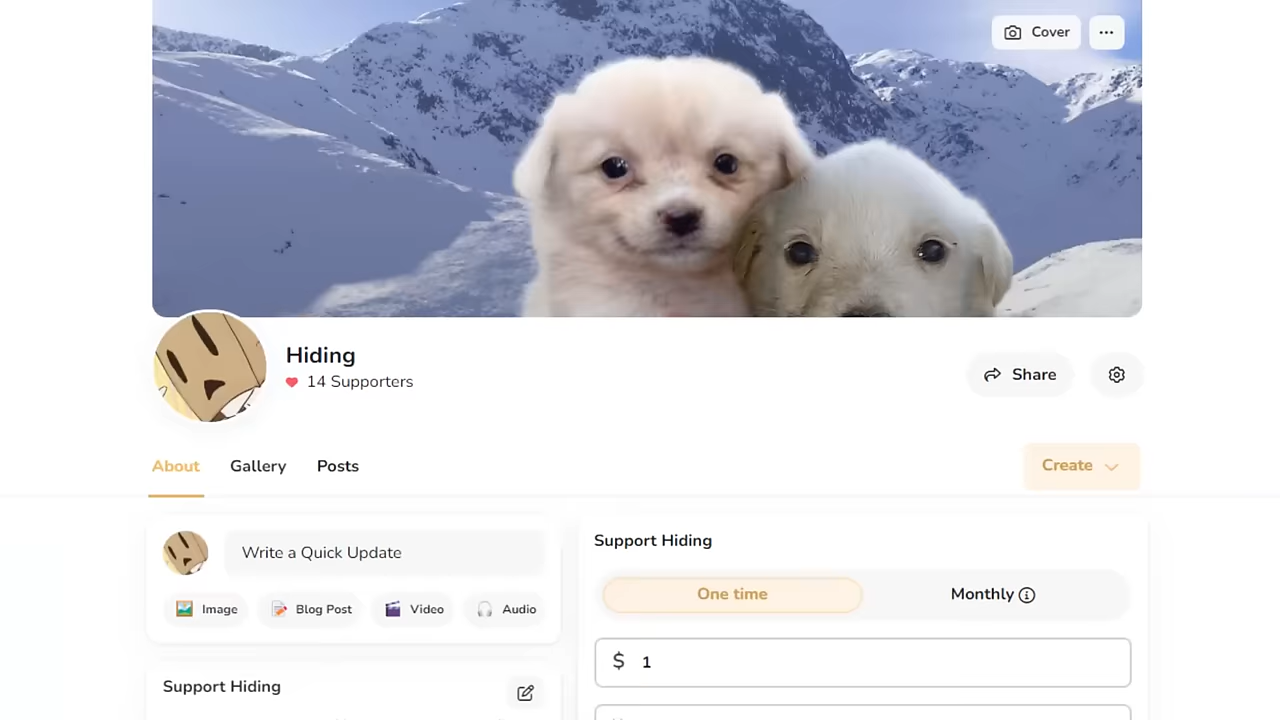 Cover
Hiding
14 Supporters
Share
About Gallery Posts
Create
Write a Quick Update
Image Blog Post Video Audio
Support Hiding
Support Hiding
One time Monthly
$ 1